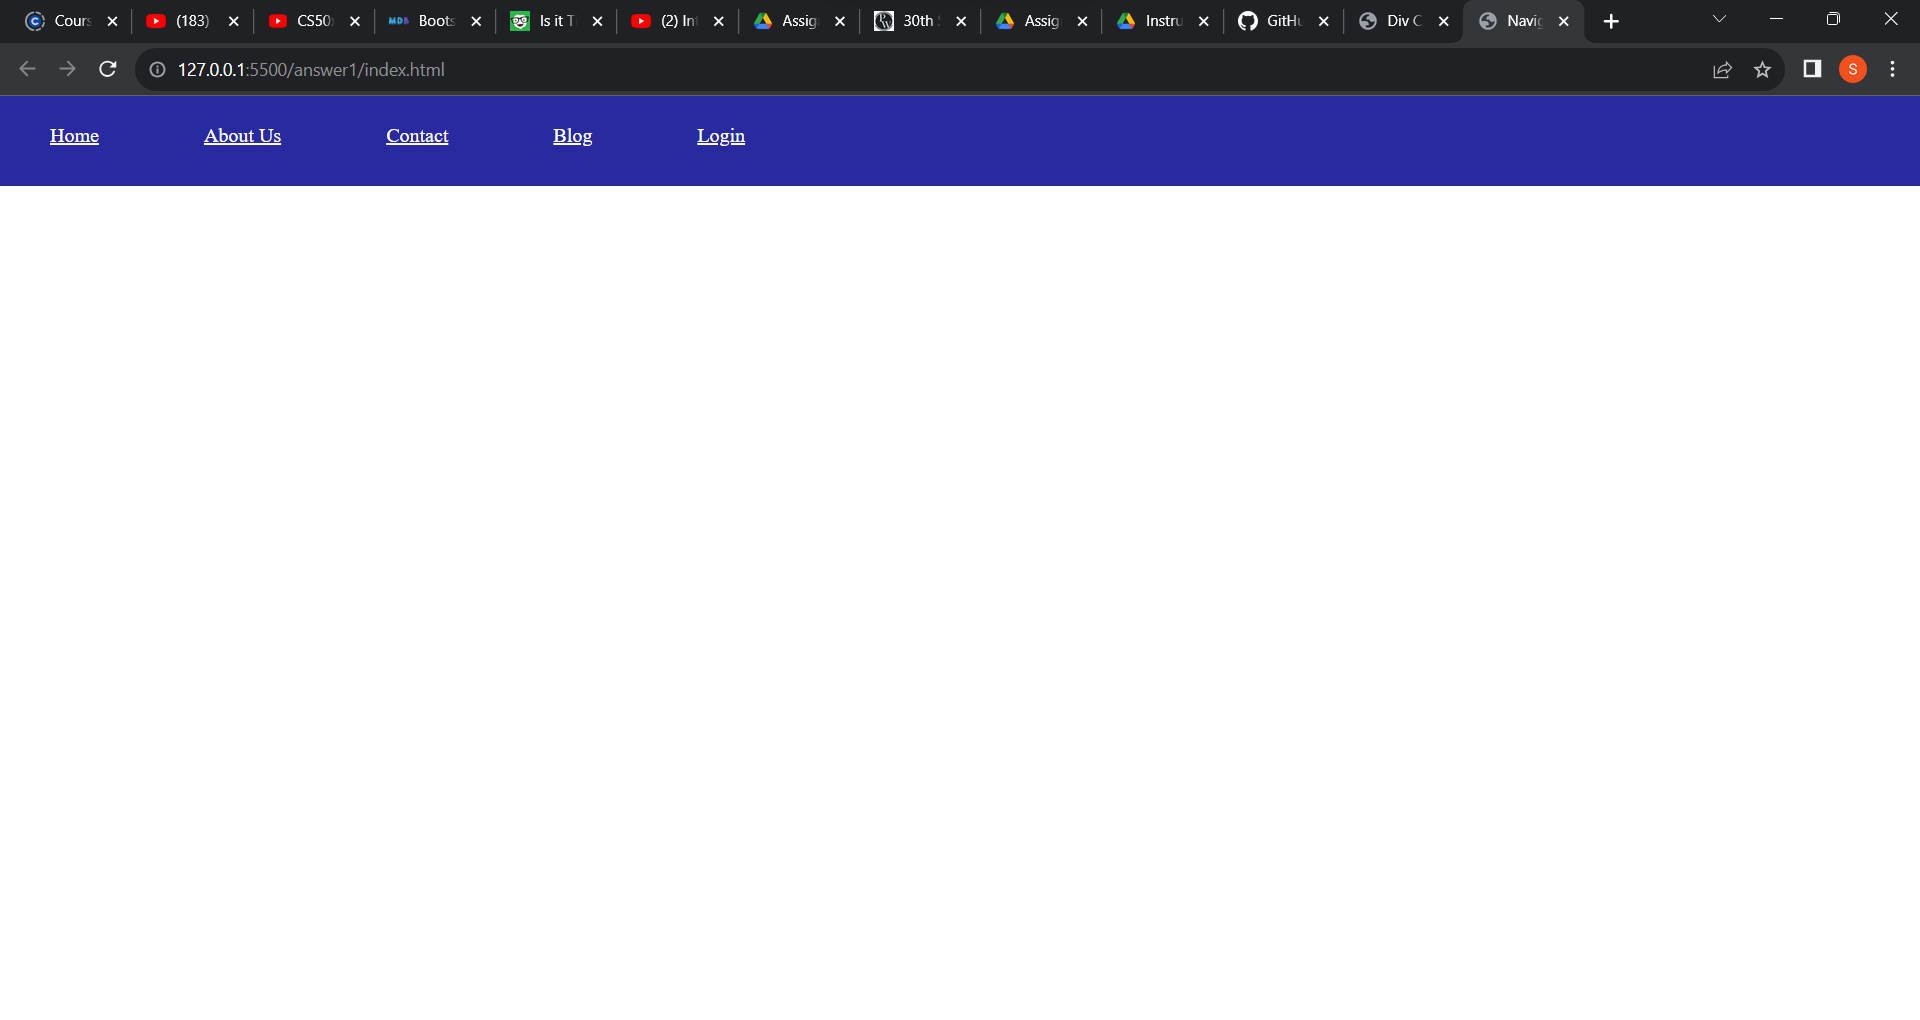 Cours (183) CS50 MDB Boots Is it T (2) In Assig 30th Assig Instru GitHu Div C Navig
127.0.0.1:5500/answer1/index.html S
Home About Us Contact Blog Login